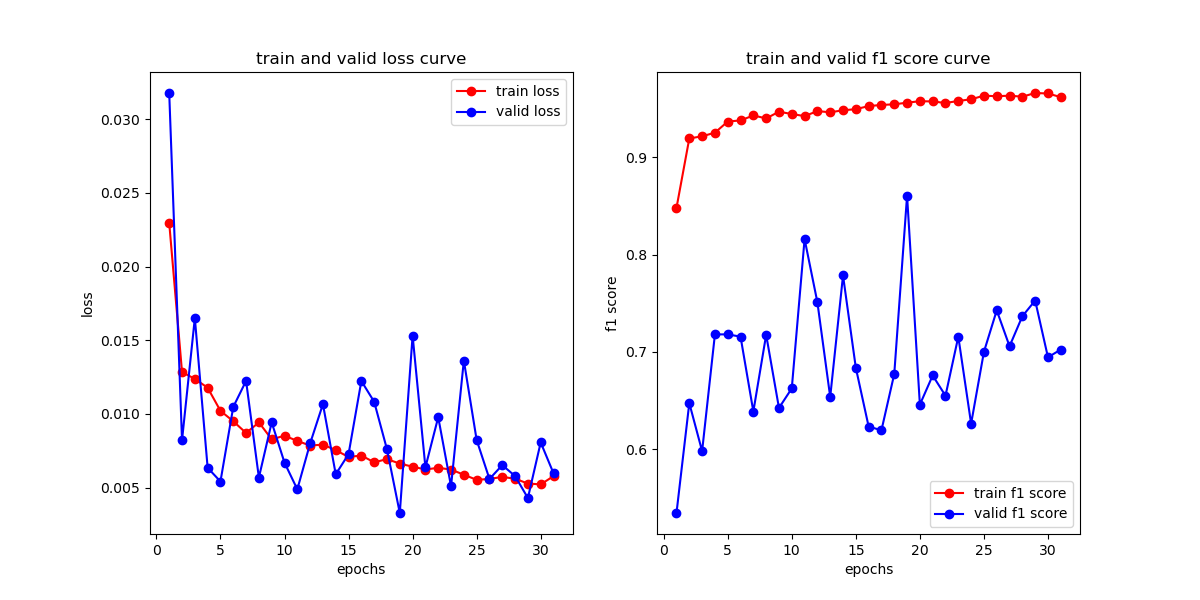 train and valid loss curve
train loss
valid loss
0.030
0.025
0.020
0.015
0.010
0.005
loss
0 5 10 15 20 25 30
epochs
train and valid f1 score curve
0.9
0.8
0.7
0.6
f1 score
train f1 score
valid f1 score
0 5 10 15 20 25 30
epochs